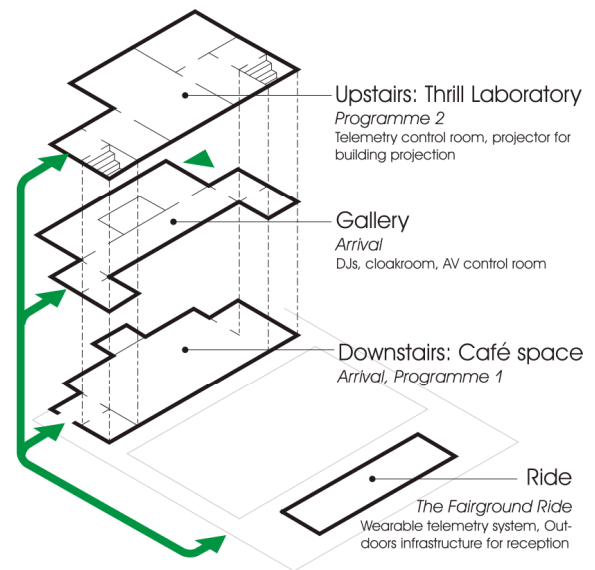 Upstairs: Thrill Laboratory
Programme 2
Telemetry control room, projector for
building projection
Gallery
Arrival
DJs, cloakroom, AV control room
Downstairs: Café space
Arrival, Programme 1
Ride
The Fairground Ride
Wearable telemetry system, Out-
doors infrastructure for reception